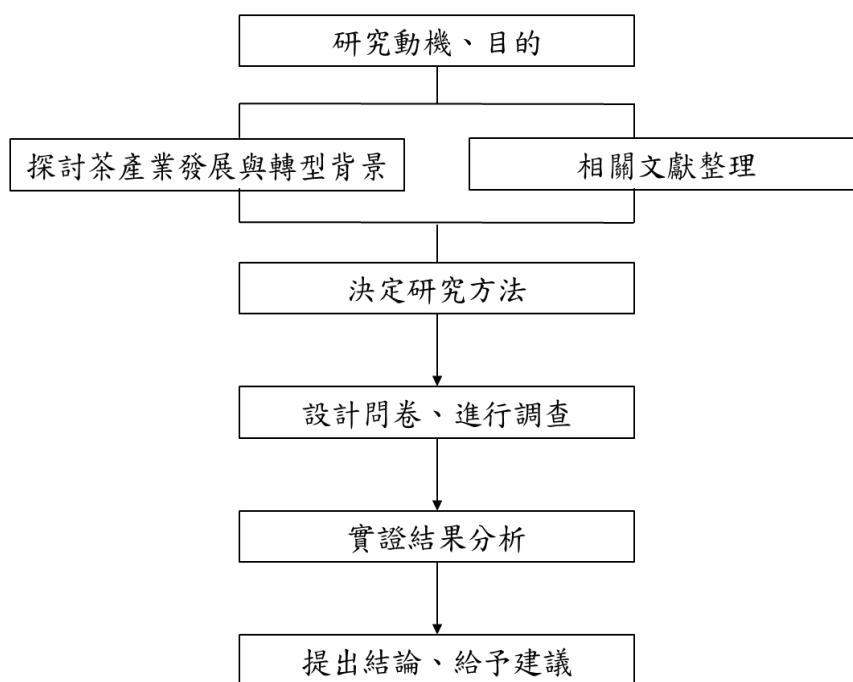 研究動機、目的
探討茶產業發展與轉型背景
相關文獻整理
決定研究方法
設計問卷、進行調查
實證結果分析
提出結論、給予建議